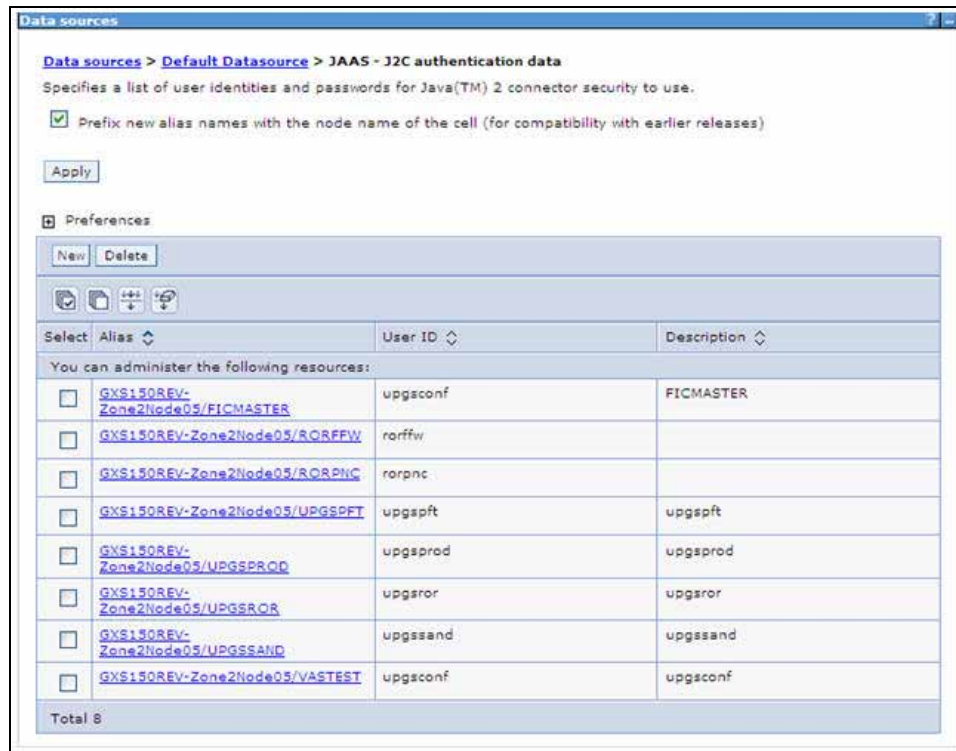 Data sources
?
Data sources > Default Datasource > JAAS - J2C authentication data
Specifies a list of user identities and passwords for Java(TM) 2 connector security to use.
Prefix new alias names with the node name of the cell (for compatibility with earlier releases)
Apply
Preferences
New Delete
Select Alias User ID Description
You can administer the following resources:
GXS150REV-
Zone2Node05/FICMASTER upgsconf FICMASTER
GXS150REV-Zone2Node05/RORFFW rorffw
GXS150REV-Zone2Node05/RORPNC rorpnc
GXS150REV-Zone2Node05/UPGSPFT upgspft upgspft
GXS150REV-
Zone2Node05/UPGSPROD upgsprod upgsprod
GXS150REV-
Zone2Node05/UPGSROR upgsror upgsror
GXS150REV-
Zone2Node05/UPGSSAND upgssand upgssand
GXS150REV-Zone2Node05/VASTEST upgsconf upgsconf
Total 8